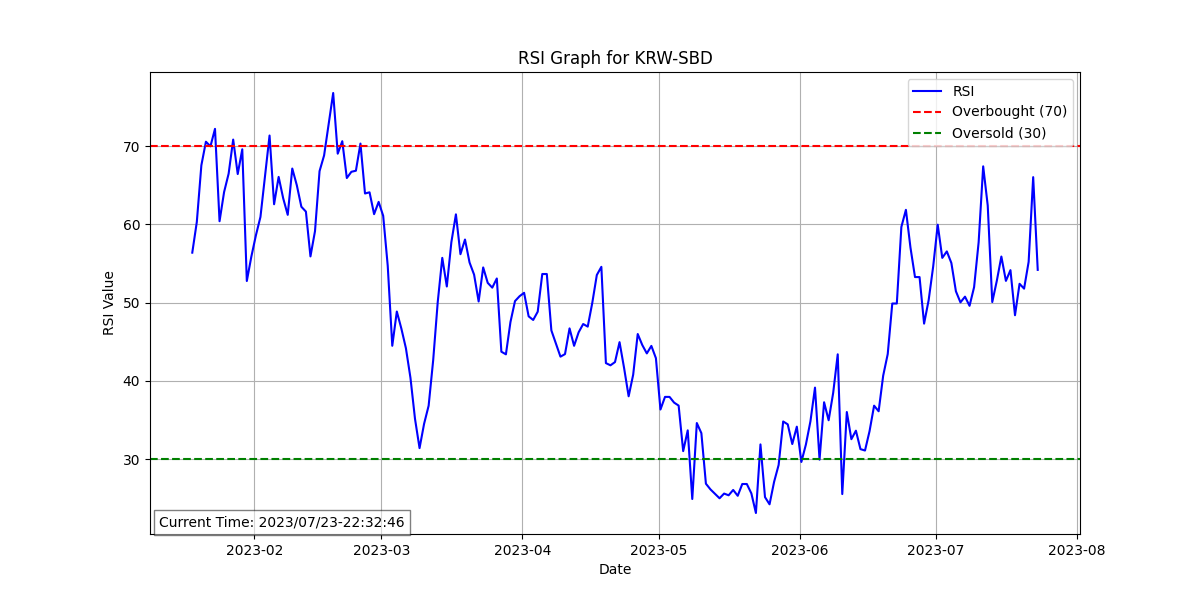 RSI Graph for KRW-SBD
RSI
Overbought (70)
Oversold (30)
70
60
50
40
30
RSI Value
Current Time: 2023/07/23-22:32:46
2023-02
2023-03
2023-04
2023-05
2023-06
2023-07
2023-08
Date